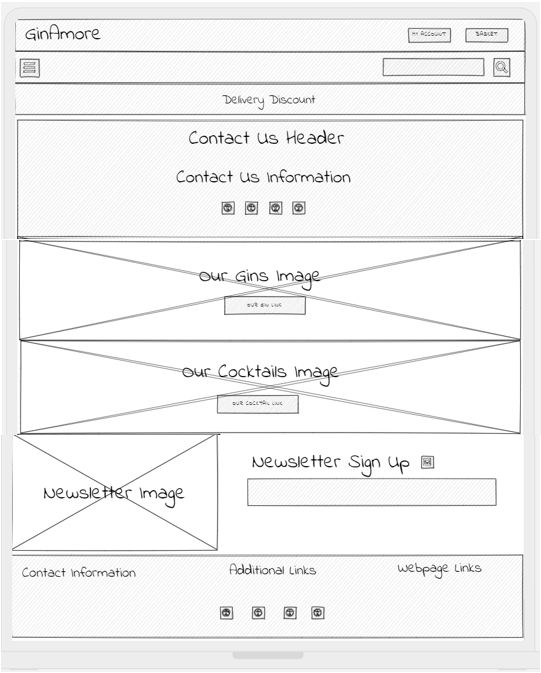 GinAmore
My Account
Basket
Delivery Discount
Contact Us Header
Contact Us Information
Our Gins Image
Our Gin Link
Our Cocktails Image
Our Cocktail Link
Newsletter Sign Up
Newsletter Image
Contact Information
Additional Links
Webpage Links